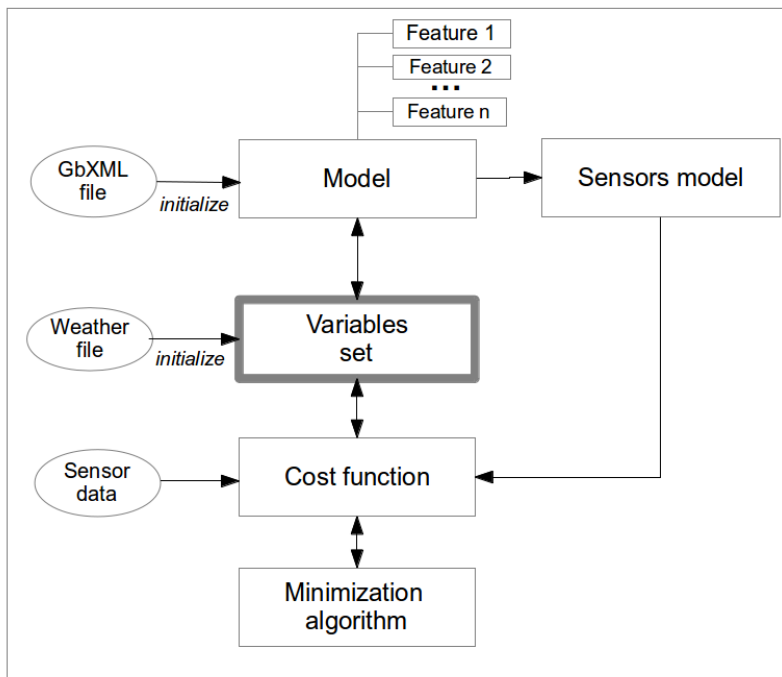 Feature 1
Feature 2
...
Feature n
GbXML
file
initialize
Model
Sensors model
Weather
file
initialize
Variables
set
Sensor
data
Cost function
Minimization
algorithm